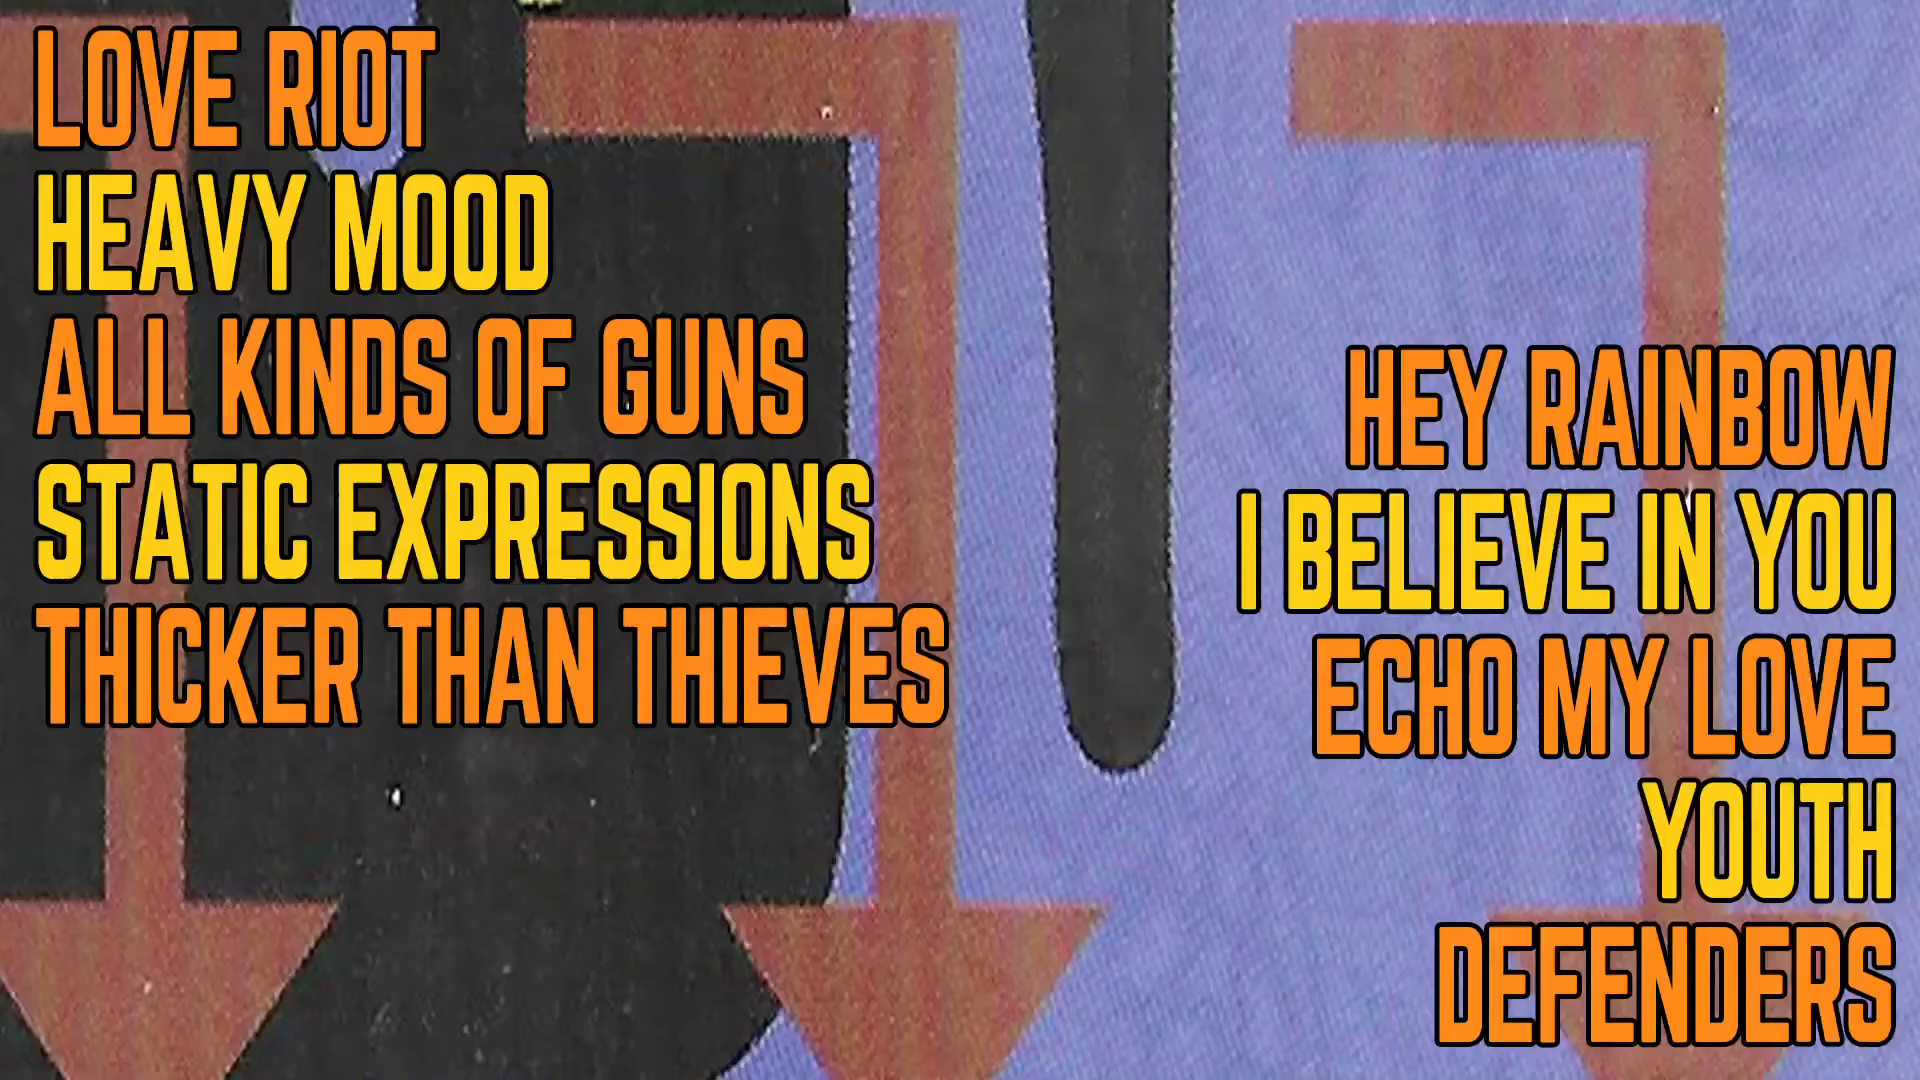 LOVE RIOT
HEAVY MOOD
ALL KINDS OF GUNS
STATIC EXPRESSIONS
THICKER THAN THIEVES
HEY RAINBOW
I BELIEVE IN YOU
ECHO MY LOVE
YOUTH
DEFENDERS